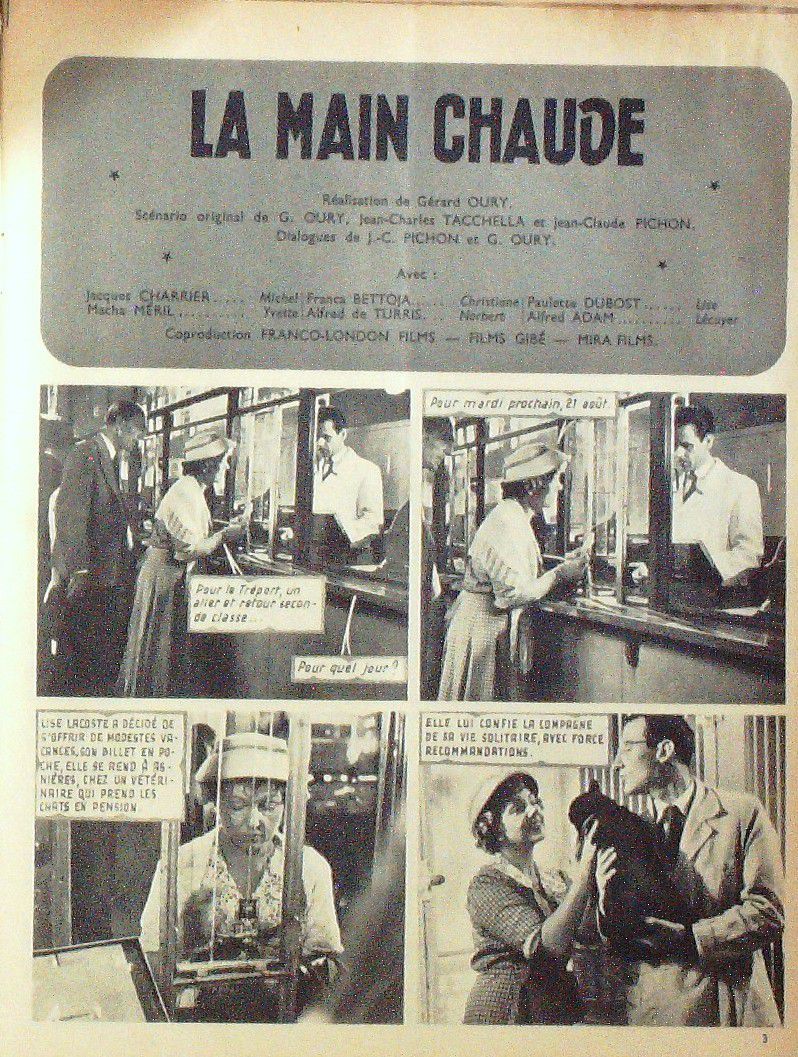 LA MAIN CHAUDE
Réalisation de Gérard OURY.
Scénario original de G. OURY, Jean-Charles TACCHELLA et Jean-Claude PICHON.
Dialogues de J.-C. PICHON et G. OURY.
Avec :
Jacques CHARRIER..... Michel Franca BETTOJA...... Christiane Paulette DUBOST...... Lise
Macha MERIL.......... Yvette Alfred de TURRIS... Norbert Alfred ADAM.......... Lécuyer
Coproduction FRANCO-LONDON FILMS — FILMS GIBÉ — MIRA FILMS.
Pour le Tréport, un
aller et retour secon-
de classe...
Pour quel jour ?
Pour mardi prochain, 21 août.
LISE LACOSTE A DÉCIDÉ DE
S'OFFRIR DE MODESTES VA-
CANCES, SON BILLET EN PO-
CHE, ELLE SE REND À AS-
NIÈRES, CHEZ UN VÉTÉRI-
NAIRE QUI PREND LES
CHATS EN PENSION.
ELLE LUI CONFIE LA COMPAGNE
DE SA VIE SOLITAIRE, AVEC FORCE
RECOMMANDATIONS.
3